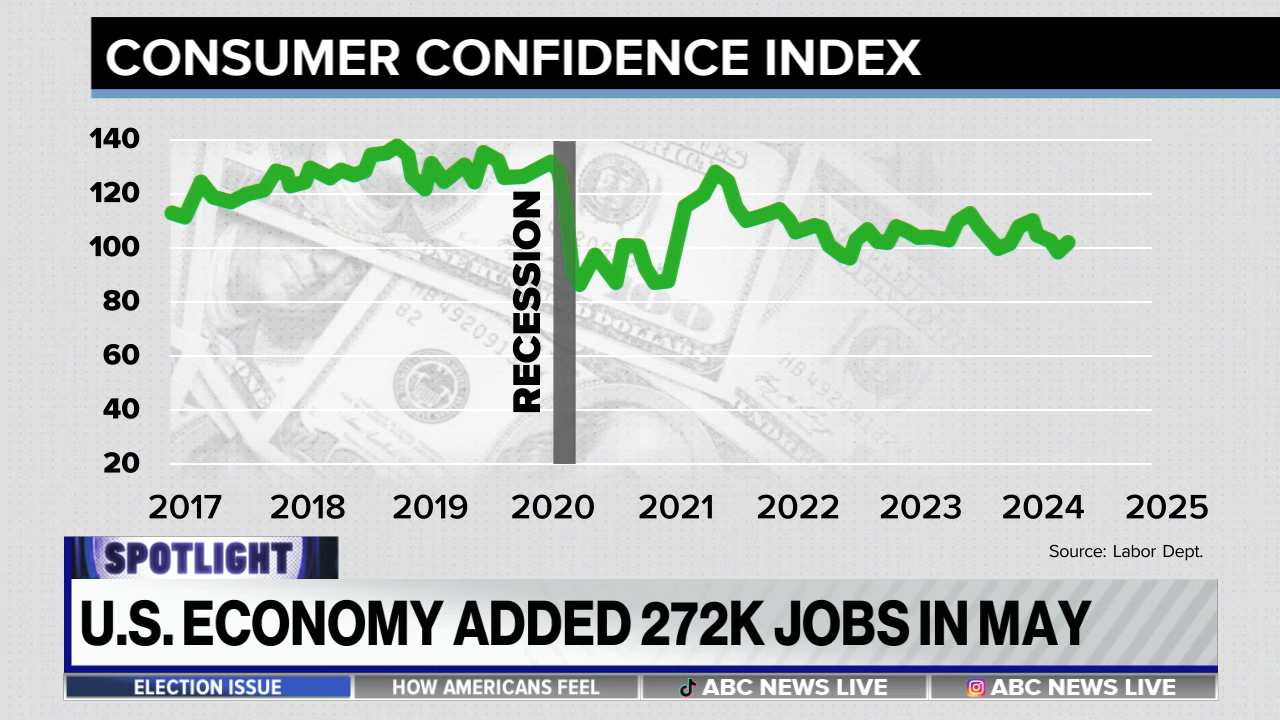 CONSUMER CONFIDENCE INDEX
140
120
100
80
60
40
20
RECESSION
2017 2018 2019 2020 2021 2022 2023 2024 2025
Source: Labor Dept.
SPOTLIGHT
U.S. ECONOMY ADDED 272K JOBS IN MAY
ELECTION ISSUE HOW AMERICANS FEEL ABC NEWS LIVE ABC NEWS LIVE